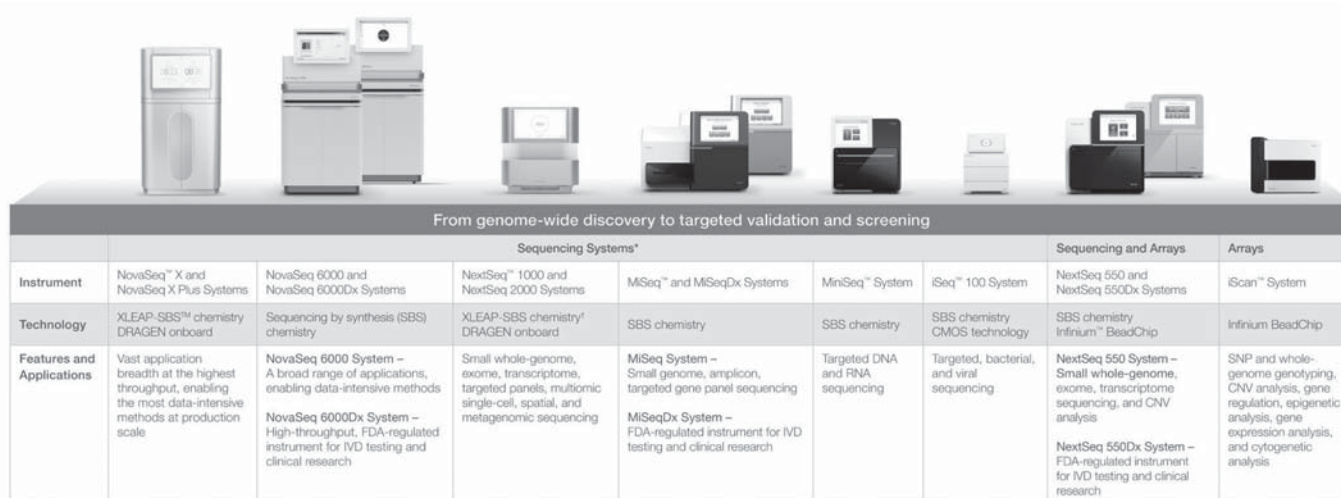 From genome-wide discovery to targeted validation and screening
Sequencing Systems*
Sequencing and Arrays
Arrays
Instrument
NovaSeq™ X and
NovaSeq X Plus Systems
NovaSeq 6000 and
NovaSeq 6000Dx Systems
NextSeq™ 1000 and
NextSeq 2000 Systems
MiSeq™ and MiSeqDx Systems
MiniSeq™ System
iSeq™ 100 System
NextSeq 550 and
NextSeq 550Dx Systems
iScan™ System
Technology
XLEAP-SBS™ chemistry
DRAGEN onboard
Sequencing by synthesis (SBS)
chemistry
XLEAP-SBS chemistry†
DRAGEN onboard
SBS chemistry
SBS chemistry
SBS chemistry
CMOS technology
SBS chemistry
Infinium™ BeadChip
Infinium BeadChip
Features and
Applications
Vast application
breadth at the highest
throughput, enabling
the most data-intensive
methods at production
scale
NovaSeq 6000 System –
A broad range of applications,
enabling data-intensive methods
NovaSeq 6000Dx System –
High-throughput, FDA-regulated
instrument for IVD testing and
clinical research
Small whole-genome,
exome, transcriptome,
targeted panels, multiomic
single-cell, spatial, and
metagenomic sequencing
MiSeq System –
Small genome, amplicon,
targeted gene panel sequencing
MiSeqDx System –
FDA-regulated instrument for IVD
testing and clinical research
Targeted DNA
and RNA
sequencing
Targeted, bacterial,
and viral
sequencing
NextSeq 550 System –
Small whole-genome,
exome, transcriptome
sequencing, and CNV
analysis
NextSeq 550Dx System –
FDA-regulated instrument
for IVD testing and clinical
research
SNP and whole-
genome genotyping,
CNV analysis, gene
regulation, epigenetic
analysis, gene
expression analysis,
and cytogenetic
analysis